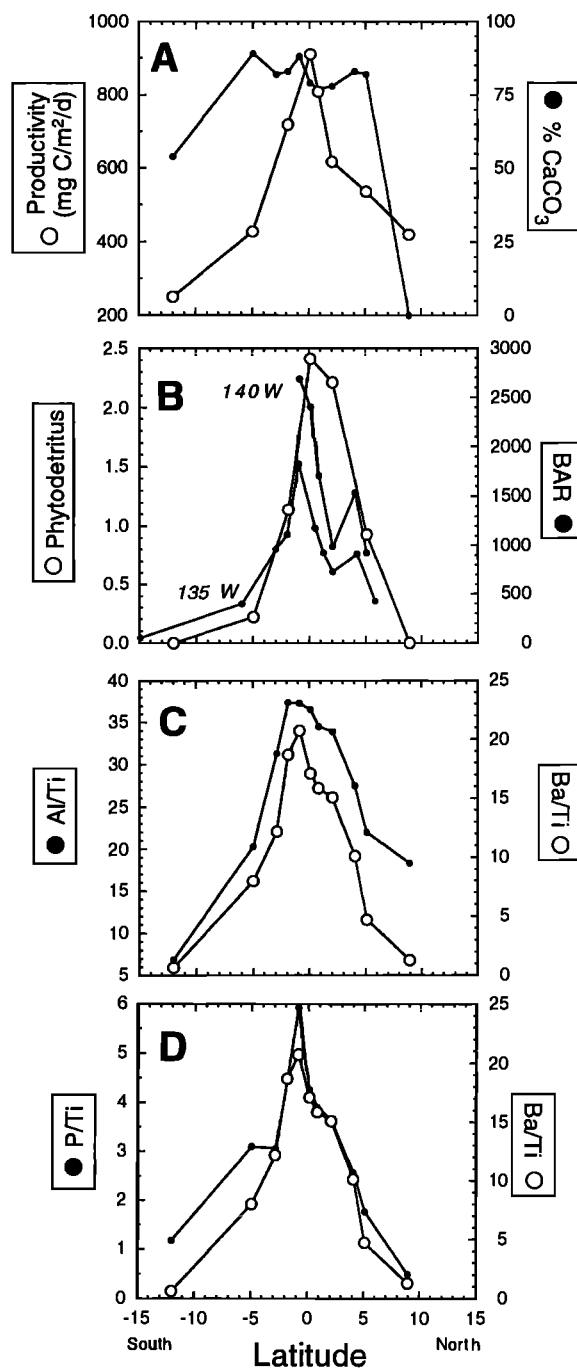 A
Productivity
(mg C/m²/d)
1000
800
600
400
200
100
75
50
25
0
% CaCO₃
B
Phytodetritus
2.5
2.0
1.5
1.0
0.5
0.0
140 W
135 W
3000
2500
2000
1500
1000
500
0
BAR
C
Al/Ti
40
35
30
25
20
15
10
5
25
20
15
10
5
0
Ba/Ti
D
P/Ti
6
5
4
3
2
1
0
25
20
15
10
5
0
Ba/Ti
-15 -10 -5 0 5 10 15
South Latitude North